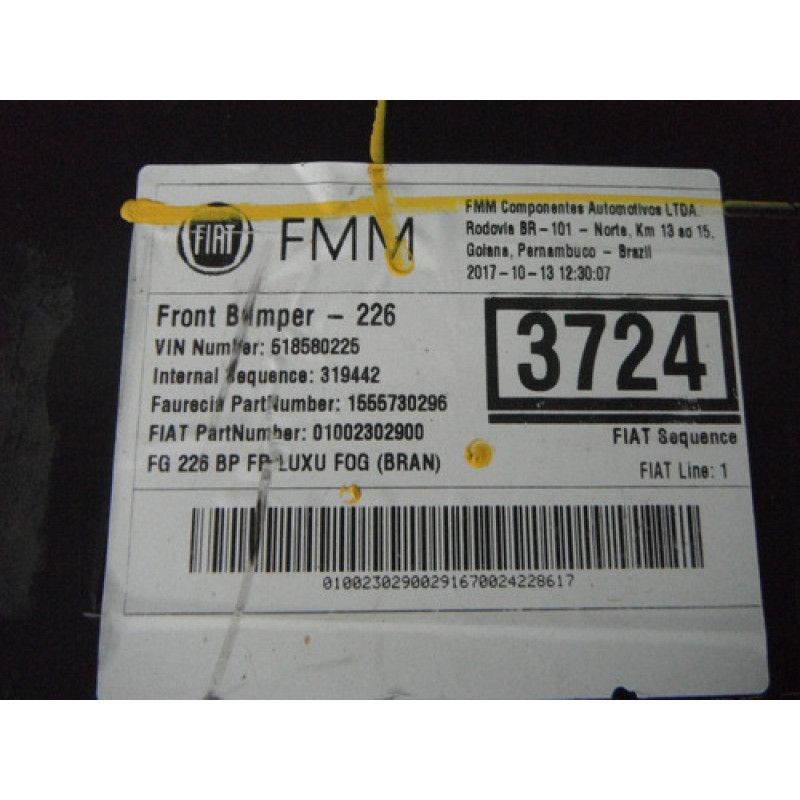 FIAT
FMM
FMM Componentes Automotivos LTDA.
Rodovia BR-101 - Norte, Km 13 ao 15.
Goiana, Pernambuco - Brazil
2017-10-13 12:30:07
Front Bumper - 226
VIN Number: 518580225
Internal Sequence: 319442
Faurecia PartNumber: 1555730296
FIAT PartNumber: 01002302900
FG 226 BP FR LUXU FOG (BRAN)
3724
FIAT Sequence
FIAT Line: 1
01002302900291670024228617